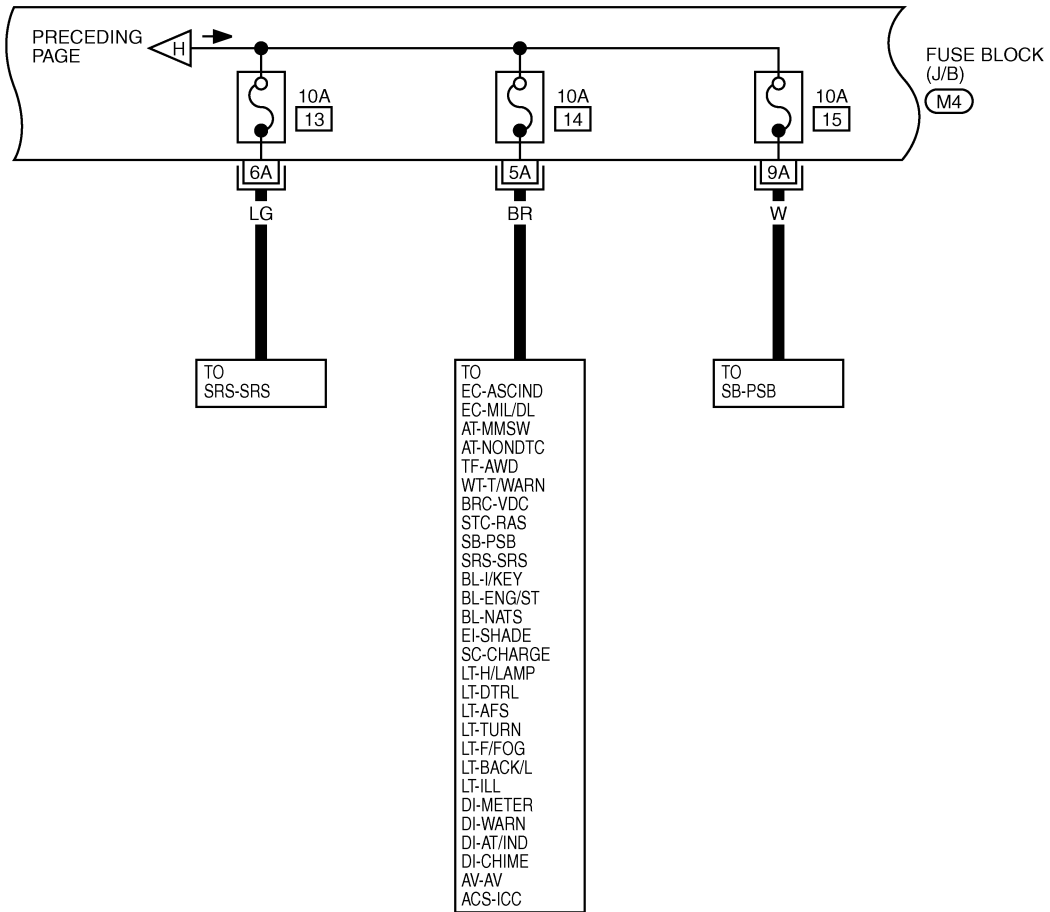 PRECEDING
PAGE
H
FUSE BLOCK
(J/B)
M4
10A
13
10A
14
10A
15
6A
5A
9A
LG
BR
W
TO
SRS-SRS
TO
EC-ASCIND
EC-MIL/DL
AT-MMSW
AT-NONDTC
TF-AWD
WT-T/WARN
BRC-VDC
STC-RAS
SB-PSB
SRS-SRS
BL-I/KEY
BL-ENG/ST
BL-NATS
EI-SHADE
SC-CHARGE
LT-H/LAMP
LT-DTRL
LT-AFS
LT-TURN
LT-F/FOG
LT-BACK/L
LT-ILL
DI-METER
DI-WARN
DI-AT/IND
DI-CHIME
AV-AV
ACS-ICC
TO
SB-PSB